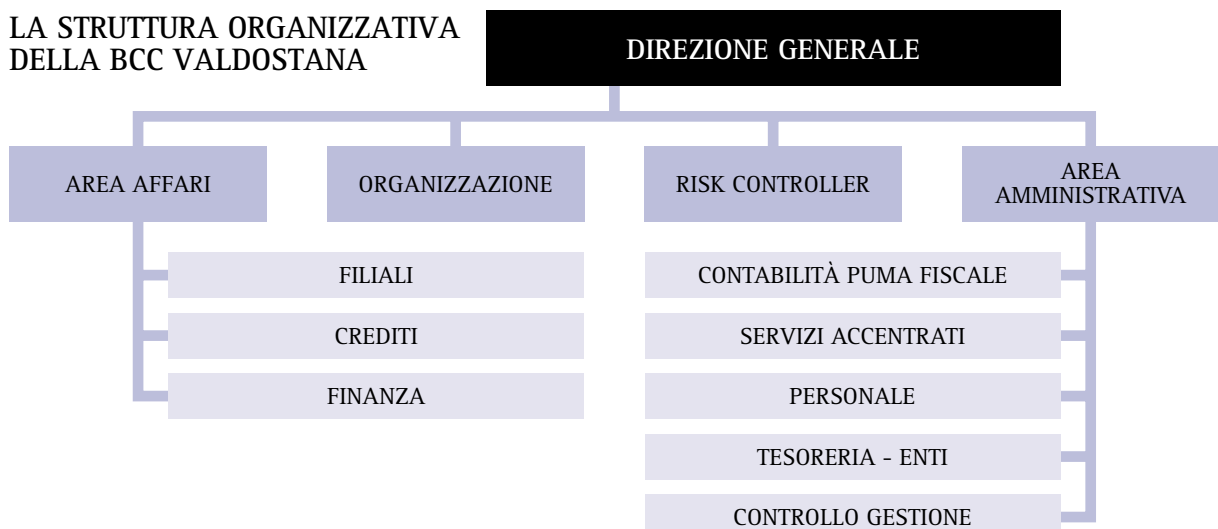 LA STRUTTURA ORGANIZZATIVA
DELLA BCC VALDOSTANA
DIREZIONE GENERALE
AREA AFFARI
ORGANIZZAZIONE
RISK CONTROLLER
AREA
AMMINISTRATIVA
FILIALI
CREDITI
FINANZA
CONTABILITÀ PUMA FISCALE
SERVIZI ACCENTRATI
PERSONALE
TESORERIA - ENTI
CONTROLLO GESTIONE